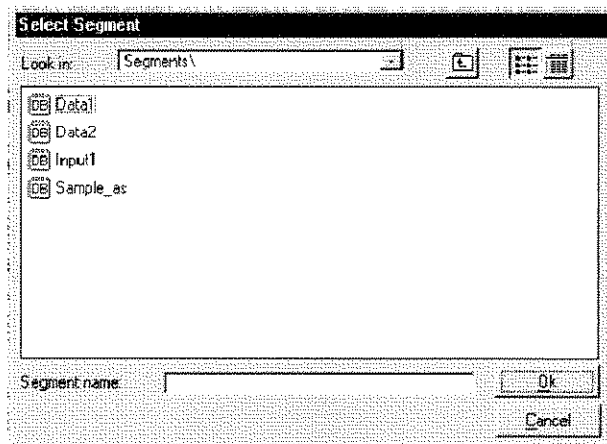 Select Segment
Look in: Segments\
DB Data1
DB Data2
DB Input1
DB Sample_as
Segment name: Ok
Cancel